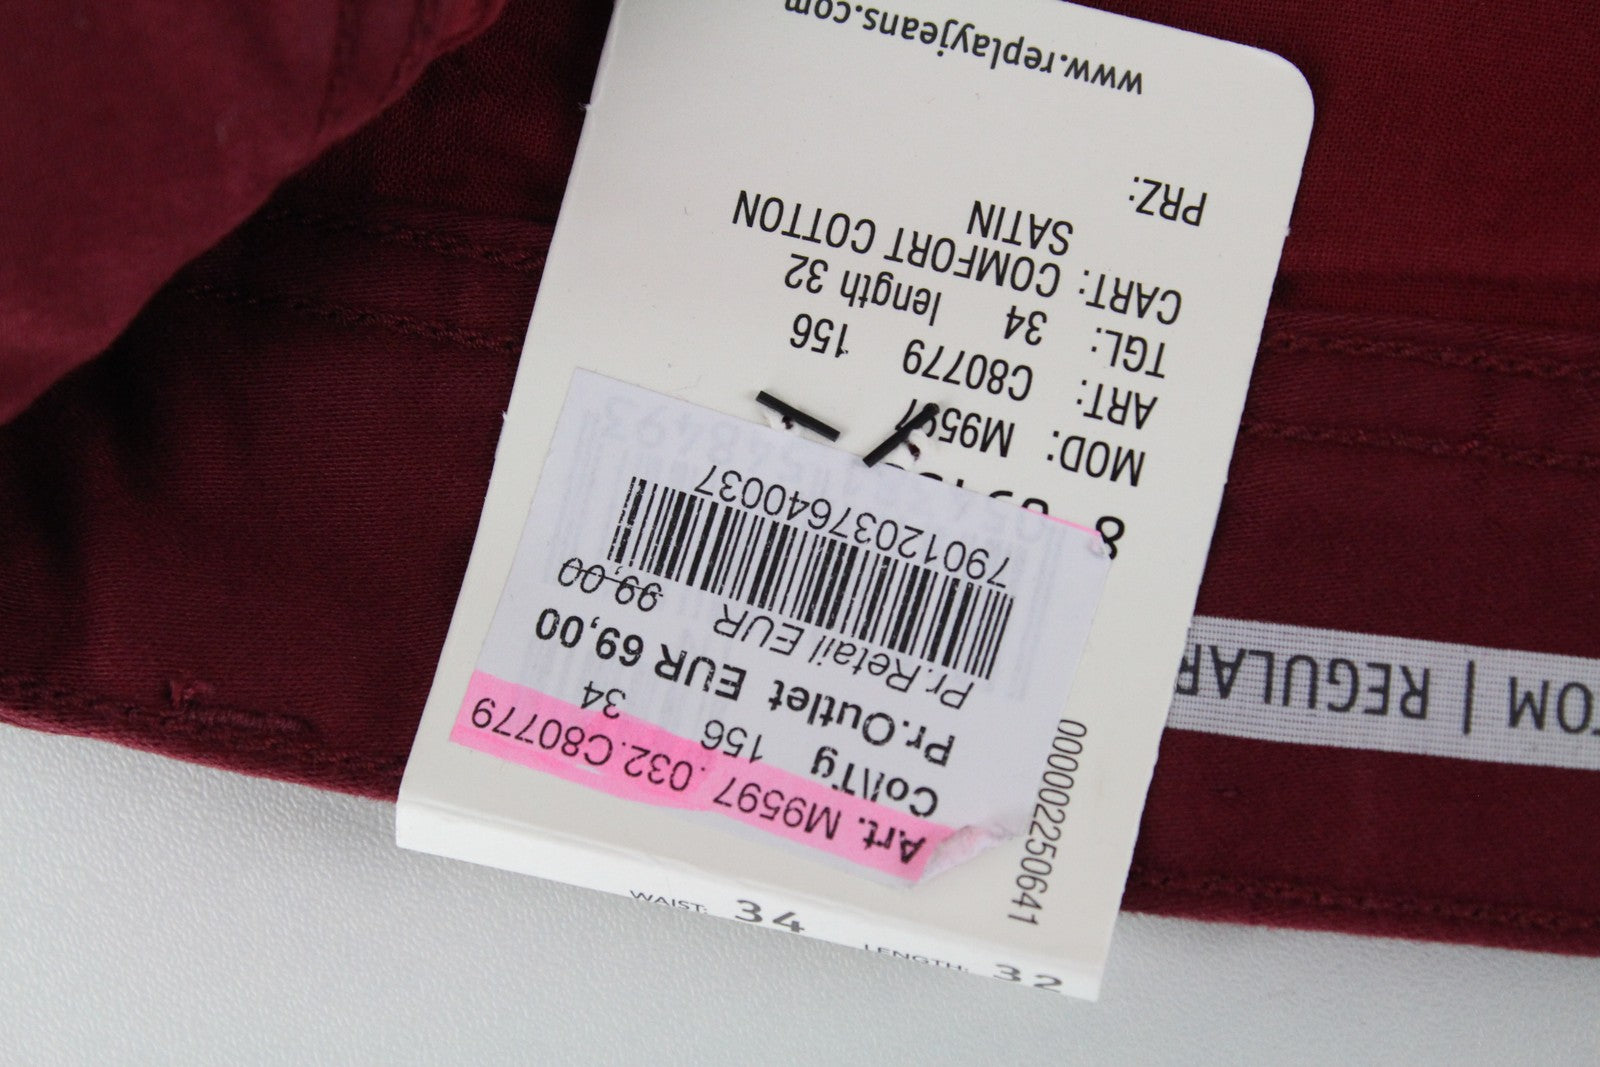 www.replayjeans.com
PRZ:
CART: COMFORT COTTON
SATIN
TGL: 34 length 32
ART: C80779 156
MOD: M9597
8
7901203764003​7
Pr.Retail EUR 99,00
Pr.Outlet EUR 69,00
Col\Tg 156 34
Art. M9597 .032.C80779
0000002250641
WAIST: 34 LENGTH: 32
TOM | REGULAR